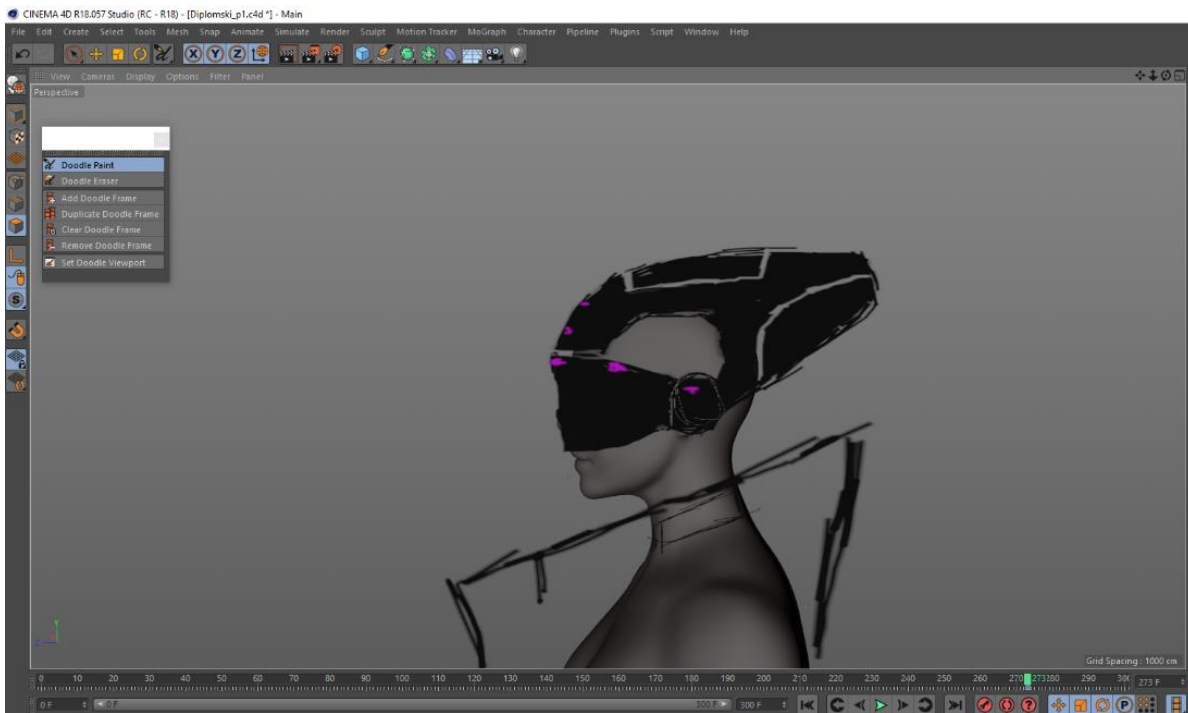 CINEMA 4D R18.057 Studio (RC - R18) - [Diplomski_p1.c4d *] - Main
File Edit Create Select Tools Mesh Snap Animate Simulate Render Sculpt Motion Tracker MoGraph Character Pipeline Plugins Script Window Help
X Y Z
View Cameras Display Options Filter Panel
Perspective
Doodle Paint
Doodle Eraser
Add Doodle Frame
Duplicate Doodle Frame
Clear Doodle Frame
Remove Doodle Frame
Set Doodle Viewport
S
Y
Z
Grid Spacing : 1000 cm
0 10 20 30 40 50 60 70 80 90 100 110 120 130 140 150 160 170 180 190 200 210 220 230 240 250 260 270 273280 290 273 F
0 F 0 F 300 F 300 F ? P